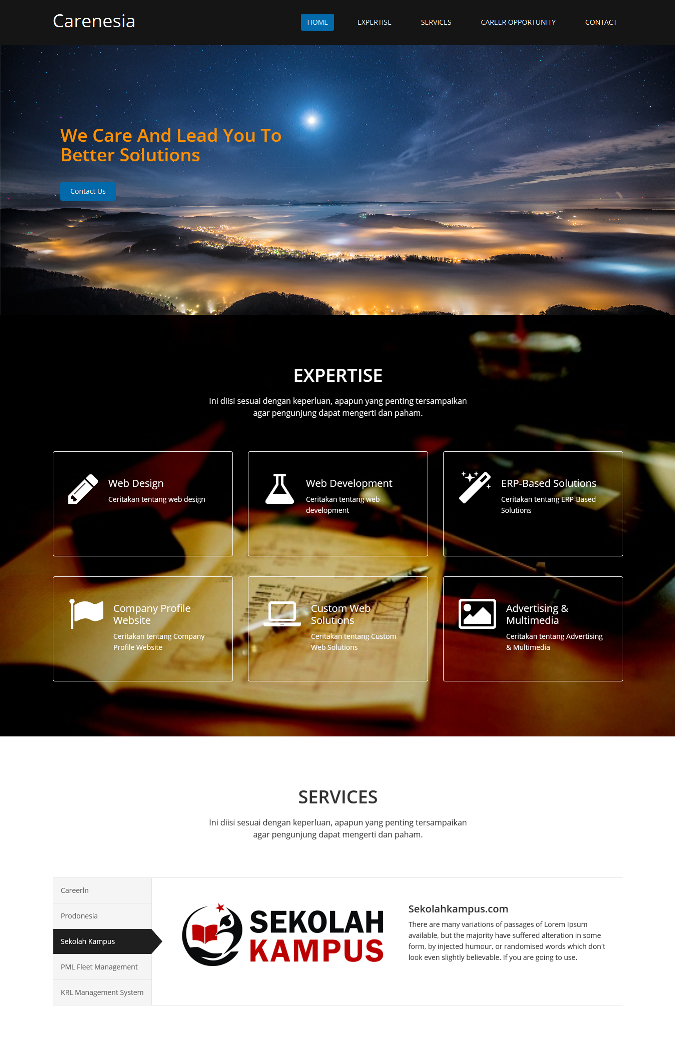 Carenesia
HOME EXPERTISE SERVICES CAREER OPPORTUNITY CONTACT
We Care And Lead You To
Better Solutions
Contact Us
EXPERTISE
Ini diisi sesuai dengan keperluan, apapun yang penting tersampaikan
agar pengunjung dapat mengerti dan paham.
Web Design
Ceritakan tentang web design
Web Development
Ceritakan tentang web
development
ERP-Based Solutions
Ceritakan tentang ERP-Based
Solutions
Company Profile
Website
Ceritakan tentang Company
Profile Website
Custom Web
Solutions
Ceritakan tentang Custom
Web Solutions
Advertising &
Multimedia
Ceritakan tentang Advertising
& Multimedia
SERVICES
Ini diisi sesuai dengan keperluan, apapun yang penting tersampaikan
agar pengunjung dapat mengerti dan paham.
CareerIn
Prodonesia
Sekolah Kampus
PML Fleet Management
KRL Management System
SEKOLAH
KAMPUS
Sekolahkampus.com
There are many variations of passages of Lorem Ipsum
available, but the majority have suffered alteration in some
form, by injected humour, or randomised words which don't
look even slightly believable. If you are going to use.